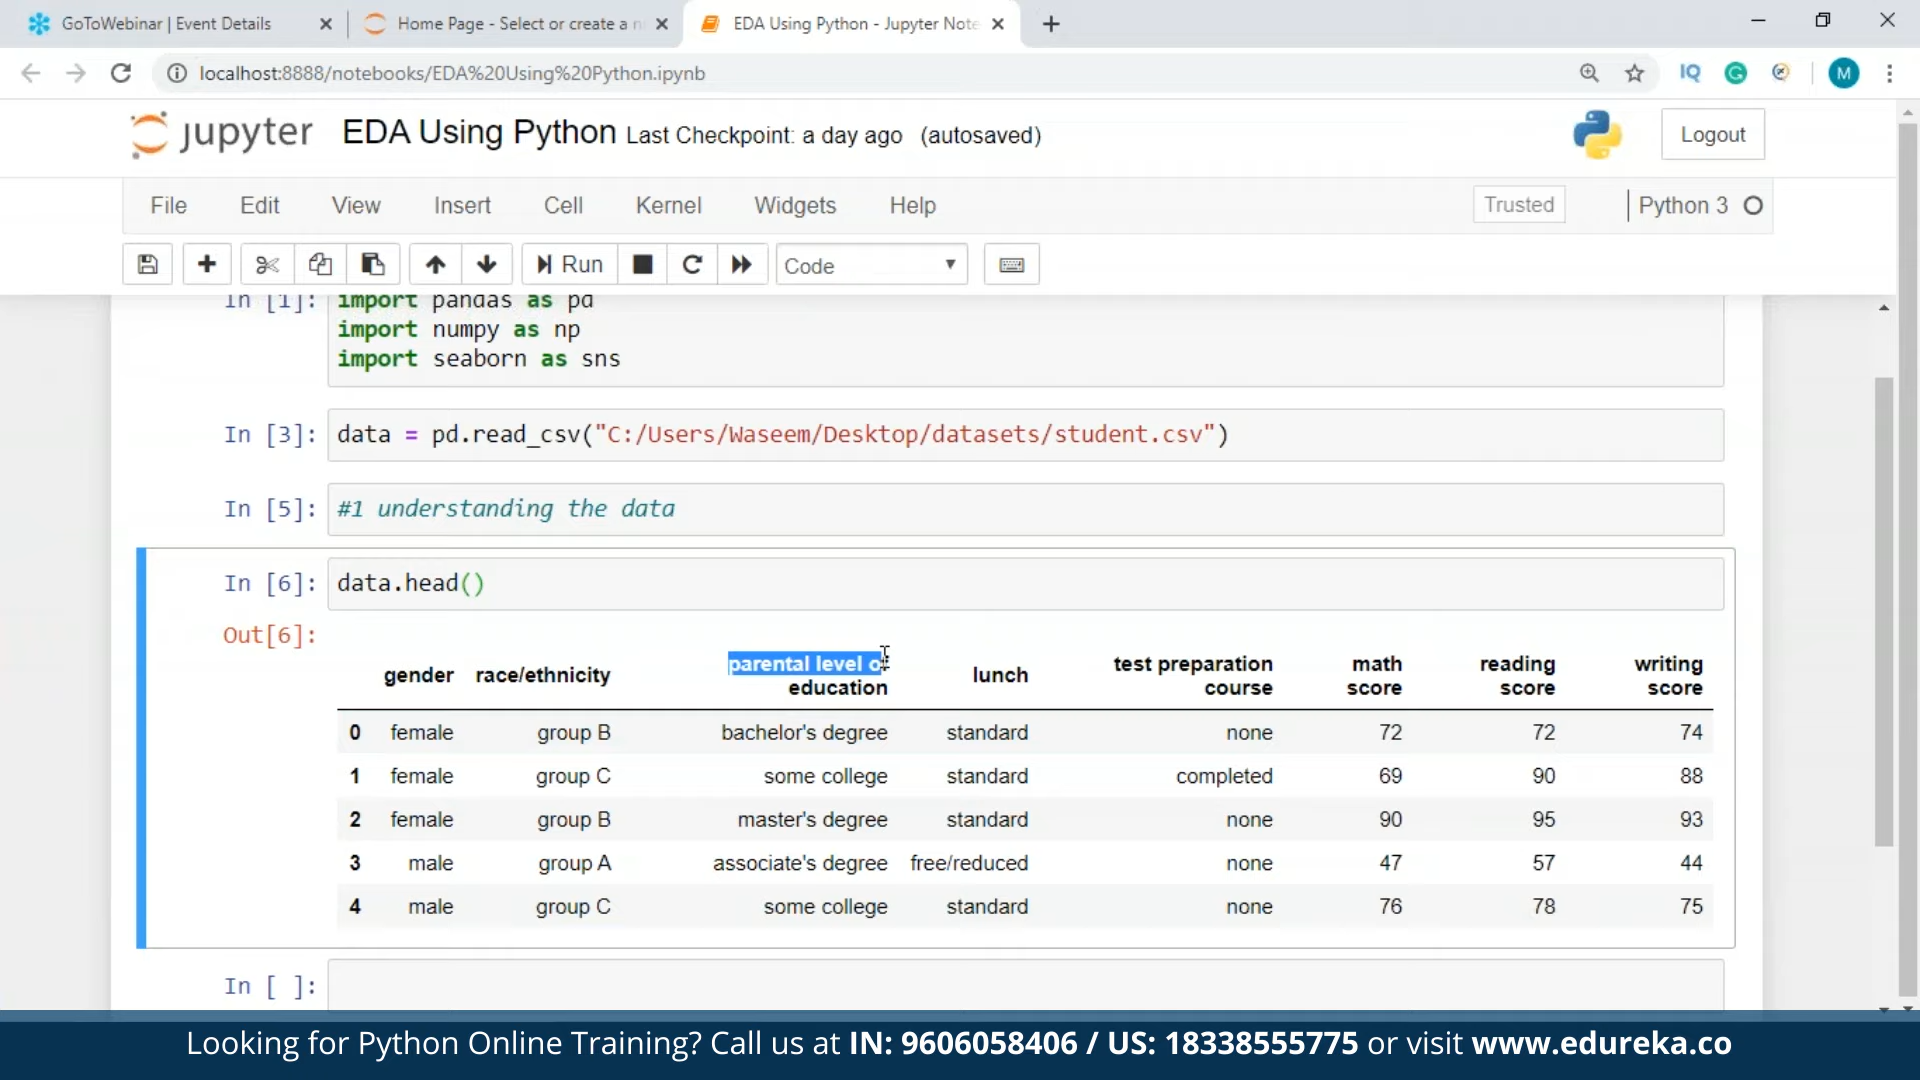 GoToWebinar | Event Details
Home Page - Select or create a n
EDA Using Python - Jupyter Note
localhost:8888/notebooks/EDA%20Using%20Python.ipynb
IQ
G
M
jupyter EDA Using Python Last Checkpoint: a day ago (autosaved)
Logout
File Edit View Insert Cell Kernel Widgets Help
Trusted
Python 3
Run
Code
In [1]: import pandas as pd
import numpy as np
import seaborn as sns
In [3]: data = pd.read_csv("C:/Users/Waseem/Desktop/datasets/student.csv")
In [5]: #1 understanding the data
In [6]: data.head()
Out[6]:
gender race/ethnicity parental level of education lunch test preparation course math score reading score writing score
0 female group B bachelor's degree standard none 72 72 74
1 female group C some college standard completed 69 90 88
2 female group B master's degree standard none 90 95 93
3 male group A associate's degree free/reduced none 47 57 44
4 male group C some college standard none 76 78 75
In [ ]:
Looking for Python Online Training? Call us at IN: 9606058406 / US: 18338555775 or visit www.edureka.co